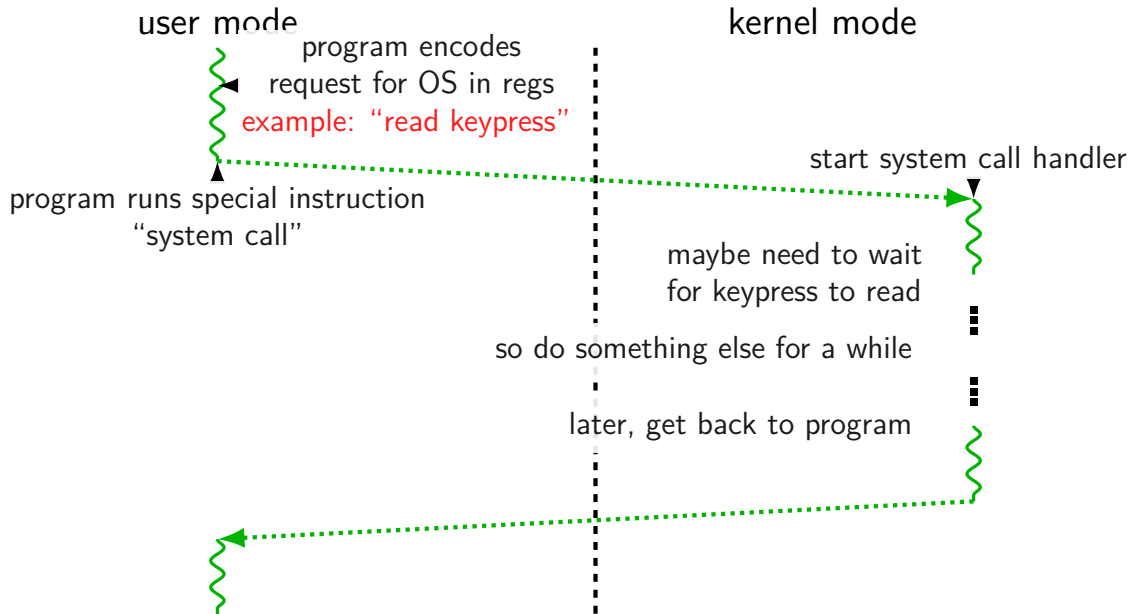 user mode
kernel mode
program encodes
request for OS in regs
example: “read keypress”
start system call handler
program runs special instruction
“system call”
maybe need to wait
for keypress to read
so do something else for a while
later, get back to program